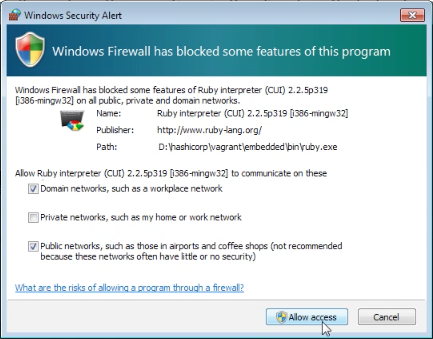 Windows Security Alert
Windows Firewall has blocked some features of this program
Windows Firewall has blocked some features of Ruby interpreter (CUI) 2.2.5p319
[i386-mingw32] on all public, private and domain networks.
Name: Ruby interpreter (CUI) 2.2.5p319 [i386-mingw32]
Publisher: http://www.ruby-lang.org/
Path: D:\hashicorp\vagrant\embedded\bin\ruby.exe
Allow Ruby interpreter (CUI) 2.2.5p319 [i386-mingw32] to communicate on these
Domain networks, such as a workplace network
Private networks, such as my home or work network
Public networks, such as those in airports and coffee shops (not recommended
because these networks often have little or no security)
What are the risks of allowing a program through a firewall?
Allow access
Cancel